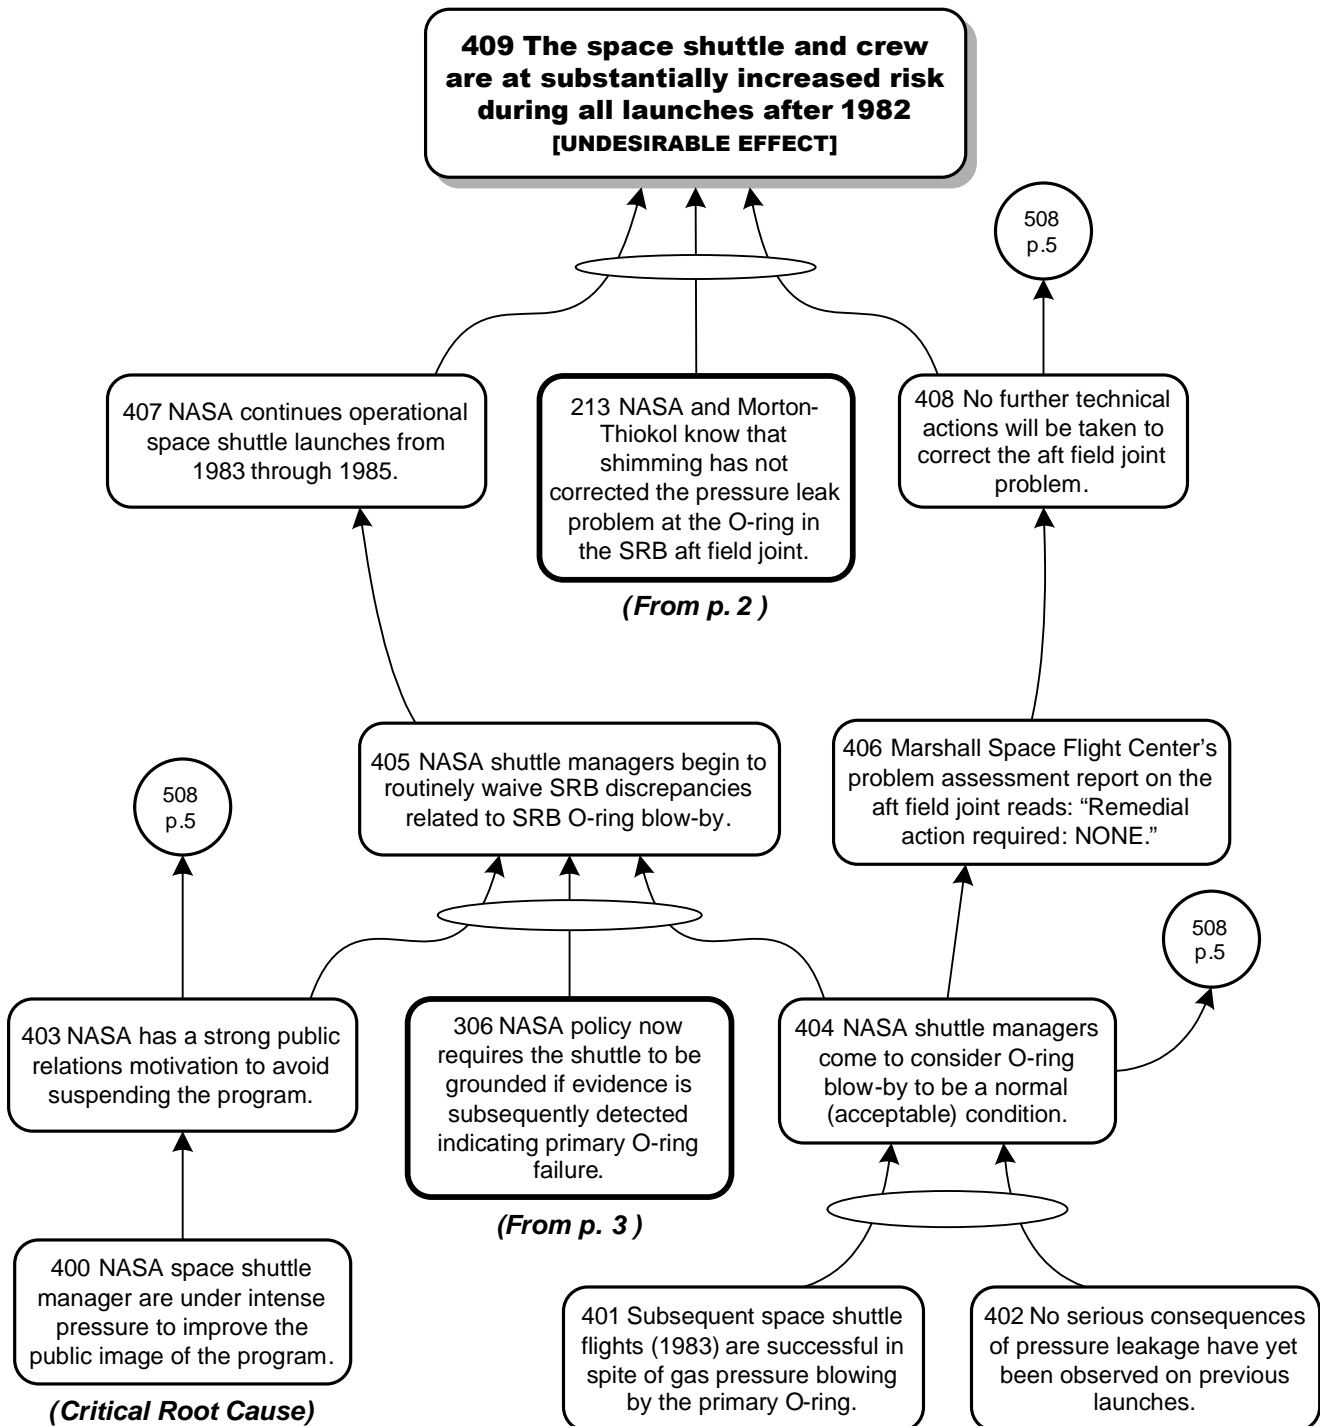 409 The space shuttle and crew
are at substantially increased risk
during all launches after 1982
[UNDESIRABLE EFFECT]
508
p.5
407 NASA continues operational
space shuttle launches from
1983 through 1985.
213 NASA and Morton-
Thiokol know that
shimming has not
corrected the pressure leak
problem at the O-ring in
the SRB aft field joint.
(From p. 2 )
408 No further technical
actions will be taken to
correct the aft field joint
problem.
508
p.5
405 NASA shuttle managers begin to
routinely waive SRB discrepancies
related to SRB O-ring blow-by.
406 Marshall Space Flight Center’s
problem assessment report on the
aft field joint reads: “Remedial
action required: NONE.”
508
p.5
403 NASA has a strong public
relations motivation to avoid
suspending the program.
306 NASA policy now
requires the shuttle to be
grounded if evidence is
subsequently detected
indicating primary O-ring
failure.
(From p. 3 )
404 NASA shuttle managers
come to consider O-ring
blow-by to be a normal
(acceptable) condition.
400 NASA space shuttle
manager are under intense
pressure to improve the
public image of the program.
(Critical Root Cause)
401 Subsequent space shuttle
flights (1983) are successful in
spite of gas pressure blowing
by the primary O-ring.
402 No serious consequences
of pressure leakage have yet
been observed on previous
launches.